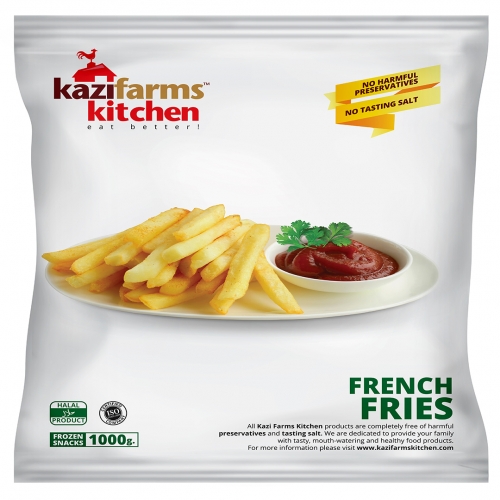 kazifarms™
kitchen
eat better!
NO HARMFUL
PRESERVATIVES
NO TASTING SALT
FRENCH
FRIES
HALAL
PRODUCT
ISO
FROZEN
SNACKS
1000g.
All Kazi Farms Kitchen products are completely free of harmful
preservatives and tasting salt. We are dedicated to provide your family
with tasty, mouth-watering and healthy food products.
For more information please visit www.kazifarmskitchen.com